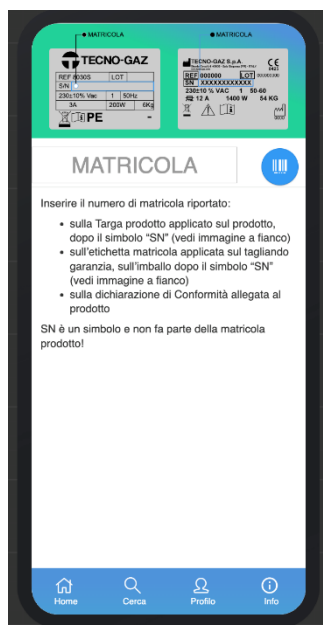 MATRICOLA
MATRICOLA
TECNO-GAZ
REF 8030S LOT
S/N
230±10% Vac 1 50Hz
3A 200W 6Kg
PE
TECNO-GAZ S.p.A.
REF 000000 LOT
SN XXXXXXXXXXXX
230±10 % VAC 1 50-60
12 A 1400 W 54 KG
MATRICOLA
Inserire il numero di matricola riportato:
• sulla Targa prodotto applicato sul prodotto,
dopo il simbolo “SN” (vedi immagine a fianco)
• sull’etichetta matricola applicata sul tagliando
garanzia, sull’imballo dopo il simbolo “SN”
(vedi immagine a fianco)
• sulla dichiarazione di Conformità allegata al
prodotto
SN è un simbolo e non fa parte della matricola
prodotto!
Home Cerca Profilo Info